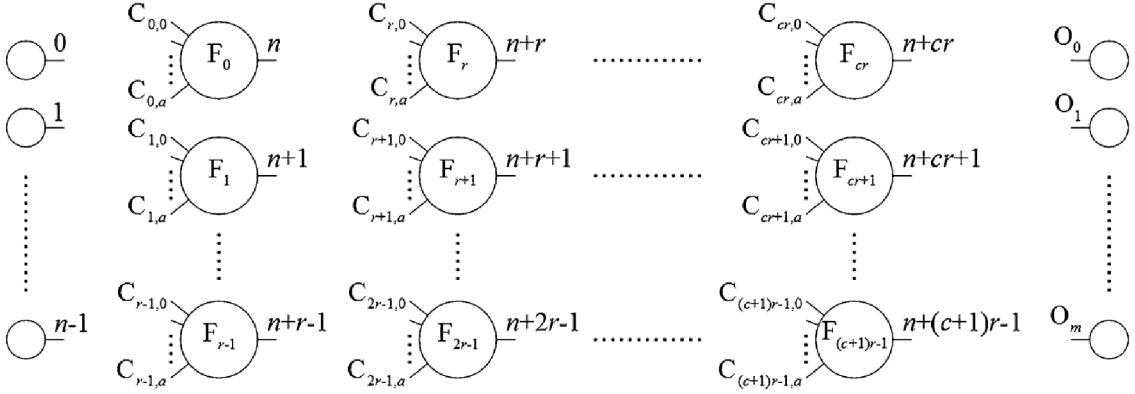 0 C0,0 F0 n C0,a Cr,0 Fr n+r Cr,a Ccr,0 Fcr n+cr Ccr,a O0
1 C1,0 F1 n+1 C1,a Cr+1,0 Fr+1 n+r+1 Cr+1,a Ccr+1,0 Fcr+1 n+cr+1 Ccr+1,a O1
n-1 Cr-1,0 Fr-1 n+r-1 Cr-1,a C2r-1,0 F2r-1 n+2r-1 C2r-1,a C(c+1)r-1,0 F(c+1)r-1 n+(c+1)r-1 C(c+1)r-1,a Om